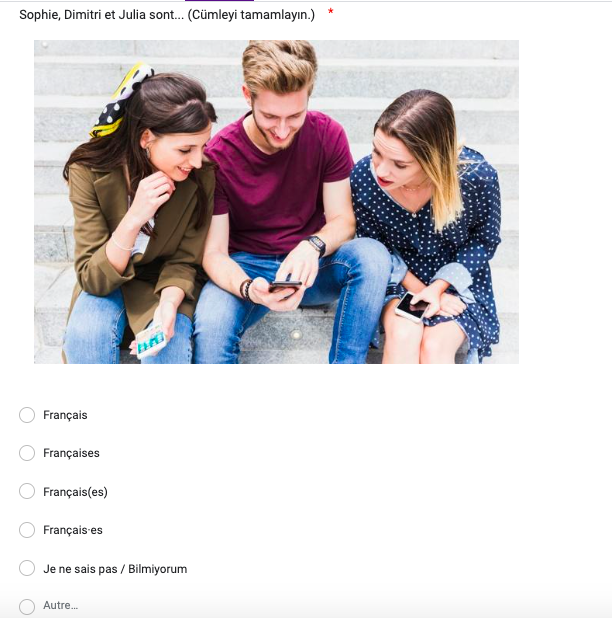 Sophie, Dimitri et Julia sont... (Cümleyi tamamlayın.) *
Français
Françaises
Français(es)
Français·es
Je ne sais pas / Bilmiyorum
Autre...